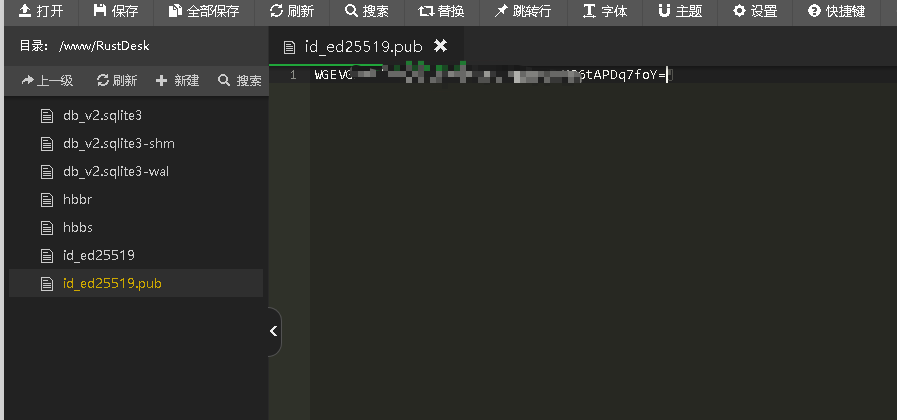 打开 保存 全部保存 刷新 搜索 替换 跳转行 字体 主题 设置 快捷键
目录: /www/RustDesk
id_ed25519.pub
上一级 刷新 新建 搜索
1 WGEV 6tAPDq7foY=
db_v2.sqlite3
db_v2.sqlite3-shm
db_v2.sqlite3-wal
hbbr
hbbs
id_ed25519
id_ed25519.pub